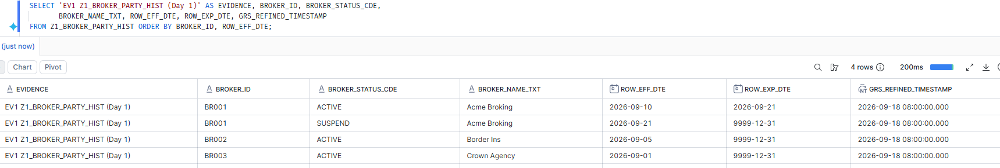 SELECT 'EV1 Z1_BROKER_PARTY_HIST (Day 1)' AS EVIDENCE, BROKER_ID, BROKER_STATUS_CDE,
BROKER_NAME_TXT, ROW_EFF_DTE, ROW_EXP_DTE, GRS_REFINED_TIMESTAMP
FROM Z1_BROKER_PARTY_HIST ORDER BY BROKER_ID, ROW_EFF_DTE;
(just now)
Chart Pivot 4 rows 200ms
EVIDENCE BROKER_ID BROKER_STATUS_CDE BROKER_NAME_TXT ROW_EFF_DTE ROW_EXP_DTE GRS_REFINED_TIMESTAMP
EV1 Z1_BROKER_PARTY_HIST (Day 1) BR001 ACTIVE Acme Broking 2026-09-10 2026-09-21 2026-09-18 08:00:00.000
EV1 Z1_BROKER_PARTY_HIST (Day 1) BR001 SUSPEND Acme Broking 2026-09-21 9999-12-31 2026-09-18 08:00:00.000
EV1 Z1_BROKER_PARTY_HIST (Day 1) BR002 ACTIVE Border Ins 2026-09-05 9999-12-31 2026-09-18 08:00:00.000
EV1 Z1_BROKER_PARTY_HIST (Day 1) BR003 ACTIVE Crown Agency 2026-09-01 9999-12-31 2026-09-18 08:00:00.000